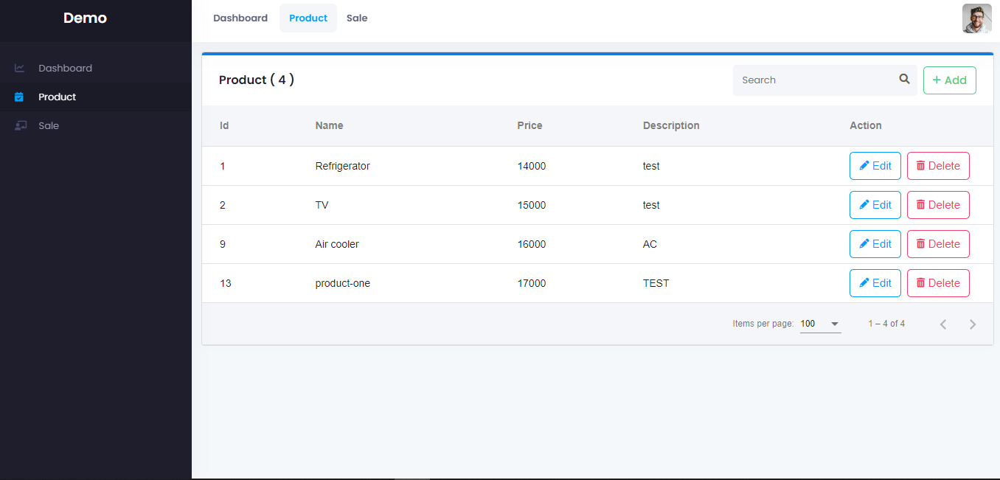 Demo
Dashboard Product Sale
Dashboard
Product
Sale
Product ( 4 )
Search
+ Add
Id Name Price Description Action
1 Refrigerator 14000 test Edit Delete
2 TV 15000 test Edit Delete
9 Air cooler 16000 AC Edit Delete
13 product-one 17000 TEST Edit Delete
Items per page: 100 1 – 4 of 4